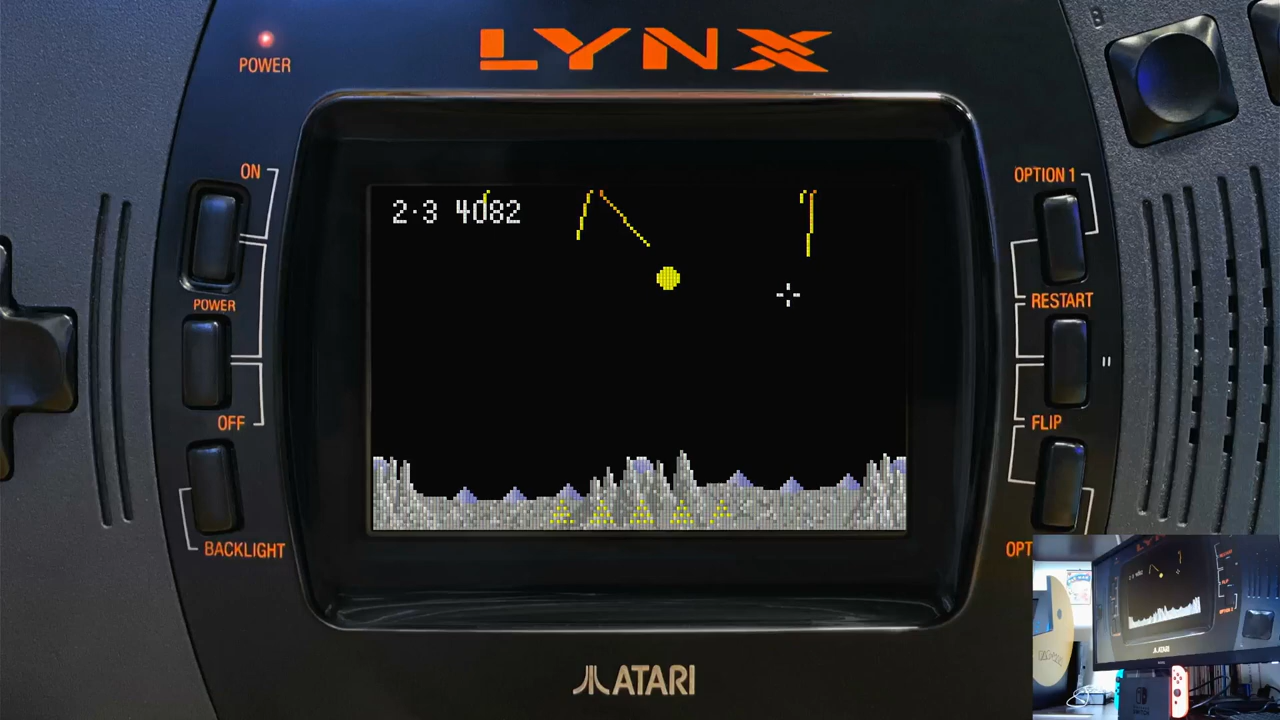 LYNX
POWER
ON
POWER
OFF
BACKLIGHT
2·3 4082
OPTION 1
RESTART
FLIP
OPT
B
ATARI